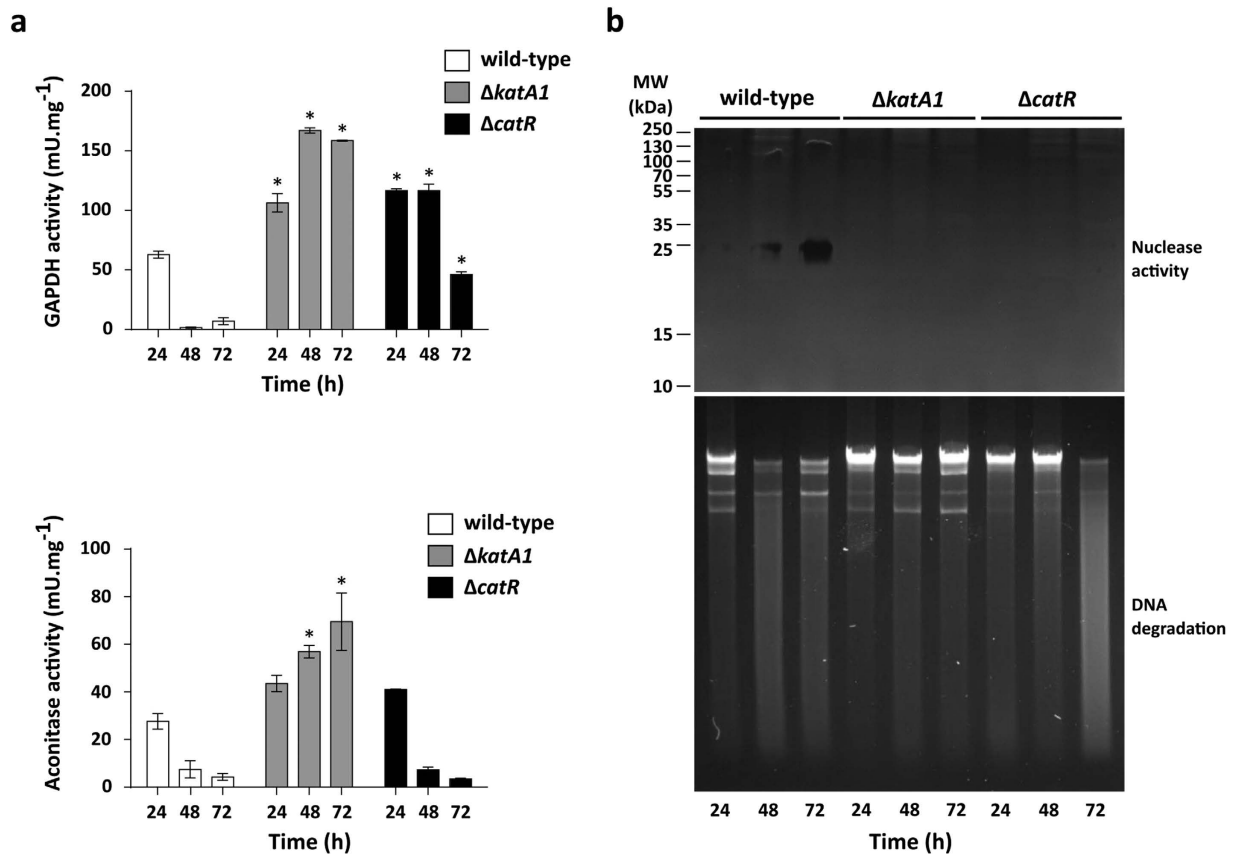 a
wild-type
ΔkatA1
ΔcatR
GAPDH activity (mU.mg-1)
200
150
100
50
0
* * * * * *
24 48 72 24 48 72 24 48 72
Time (h)
wild-type
ΔkatA1
ΔcatR
Aconitase activity (mU.mg-1)
100
80
60
40
20
0
* *
24 48 72 24 48 72 24 48 72
Time (h)
b
MW
(kDa)
wild-type ΔkatA1 ΔcatR
250
130
100
70
55
35
25
15
10
Nuclease
activity
DNA
degradation
24 48 72 24 48 72 24 48 72
Time (h)